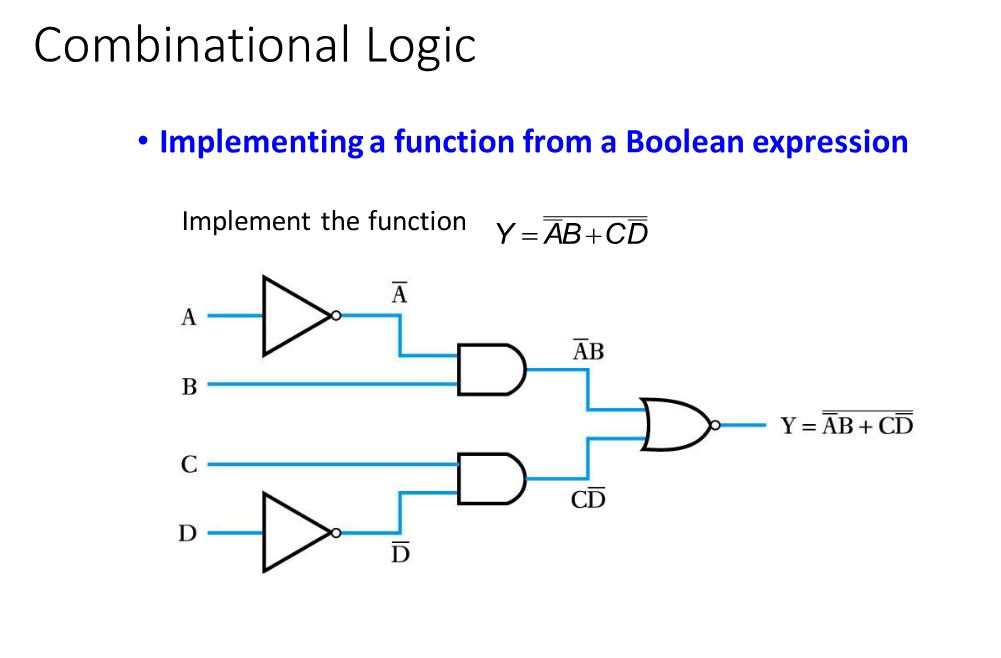 Combinational Logic
• Implementing a function from a Boolean expression
Implement the function Y = \overline{\overline{A}B + C\overline{D}}
A
\overline{A}
B
\overline{A}B
Y = \overline{\overline{A}B + C\overline{D}}
C
C\overline{D}
D
\overline{D}